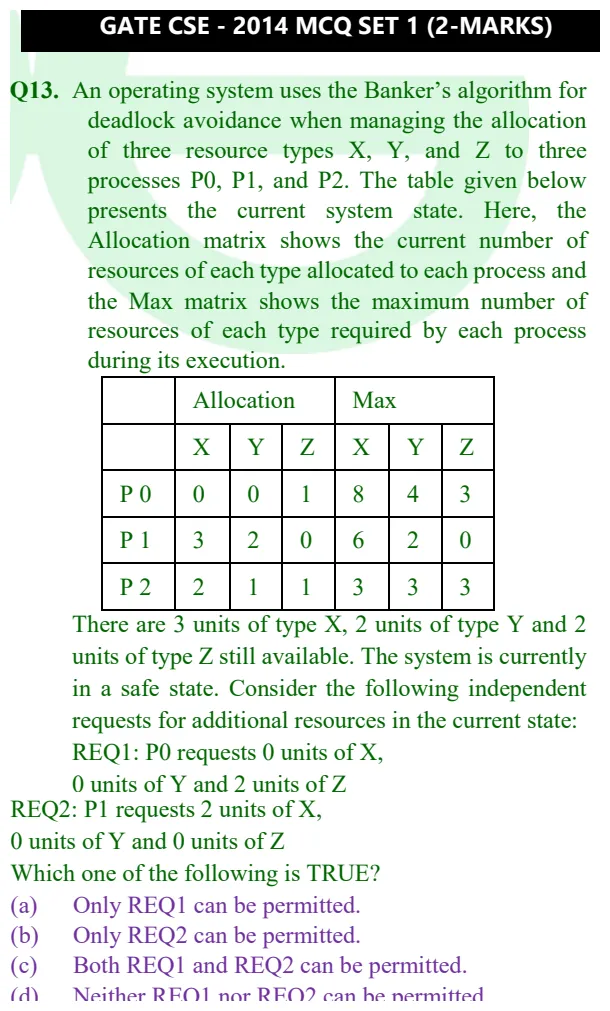 GATE CSE - 2014 MCQ SET 1 (2-MARKS)
Q13. An operating system uses the Banker’s algorithm for
deadlock avoidance when managing the allocation
of three resource types X, Y, and Z to three
processes P0, P1, and P2. The table given below
presents the current system state. Here, the
Allocation matrix shows the current number of
resources of each type allocated to each process and
the Max matrix shows the maximum number of
resources of each type required by each process
during its execution.
Allocation Max
X Y Z X Y Z
P 0 0 0 1 8 4 3
P 1 3 2 0 6 2 0
P 2 2 1 1 3 3 3
There are 3 units of type X, 2 units of type Y and 2
units of type Z still available. The system is currently
in a safe state. Consider the following independent
requests for additional resources in the current state:
REQ1: P0 requests 0 units of X,
0 units of Y and 2 units of Z
REQ2: P1 requests 2 units of X,
0 units of Y and 0 units of Z
Which one of the following is TRUE?
(a) Only REQ1 can be permitted.
(b) Only REQ2 can be permitted.
(c) Both REQ1 and REQ2 can be permitted.
(d) Neither REQ1 nor REQ2 can be permitted